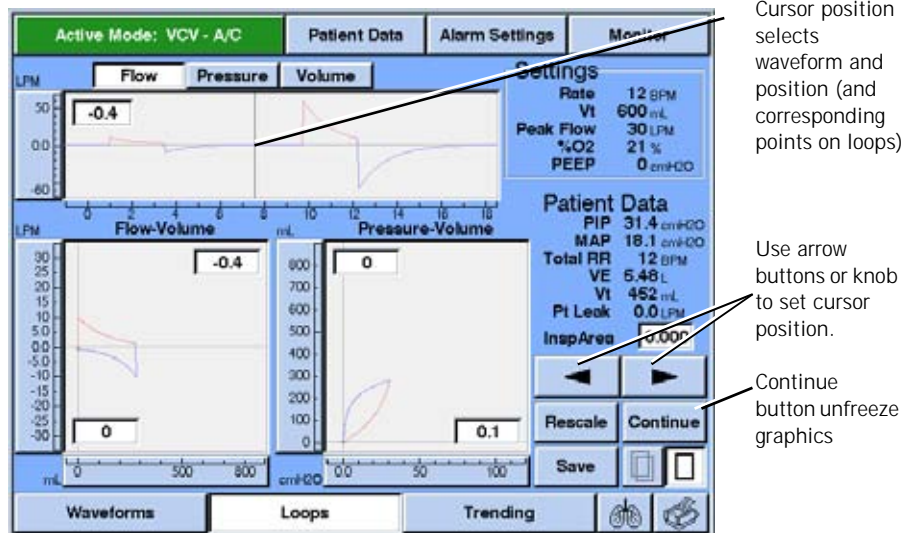 Active Mode: VCV - A/C
Patient Data
Alarm Settings
Monitor
Cursor position
selects
waveform and
position (and
corresponding
points on loops)
LPM
Flow
Pressure
Volume
Settings
50
0.0
-60
-0.4
Rate 12 BPM
Vt 600 mL
Peak Flow 30 LPM
%O2 21 %
PEEP 0 cmH2O
0 2 4 6 8 10 12 14 16 18
LPM
Flow-Volume
mL
Pressure-Volume
Patient Data
PIP 31.4 cmH2O
MAP 18.1 cmH2O
Total RR 12 BPM
VE 5.48 L
Vt 452 mL
Pt Leak 0.0 LPM
InspArea 0.000
30
20
15
10
5.0
0.0
-5.0
-10
-15
-20
-25
-30
-0.4
0
800
700
600
500
400
300
200
100
0
0
0.1
Use arrow
buttons or knob
to set cursor
position.
Rescale
Continue
Continue
button unfreeze
graphics
mL
0 500 800
cmH2O
0.0 50 100
Save
Waveforms
Loops
Trending